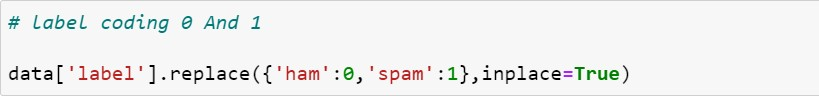 # label coding 0 And 1
data['label'].replace({'ham':0,'spam':1},inplace=True)